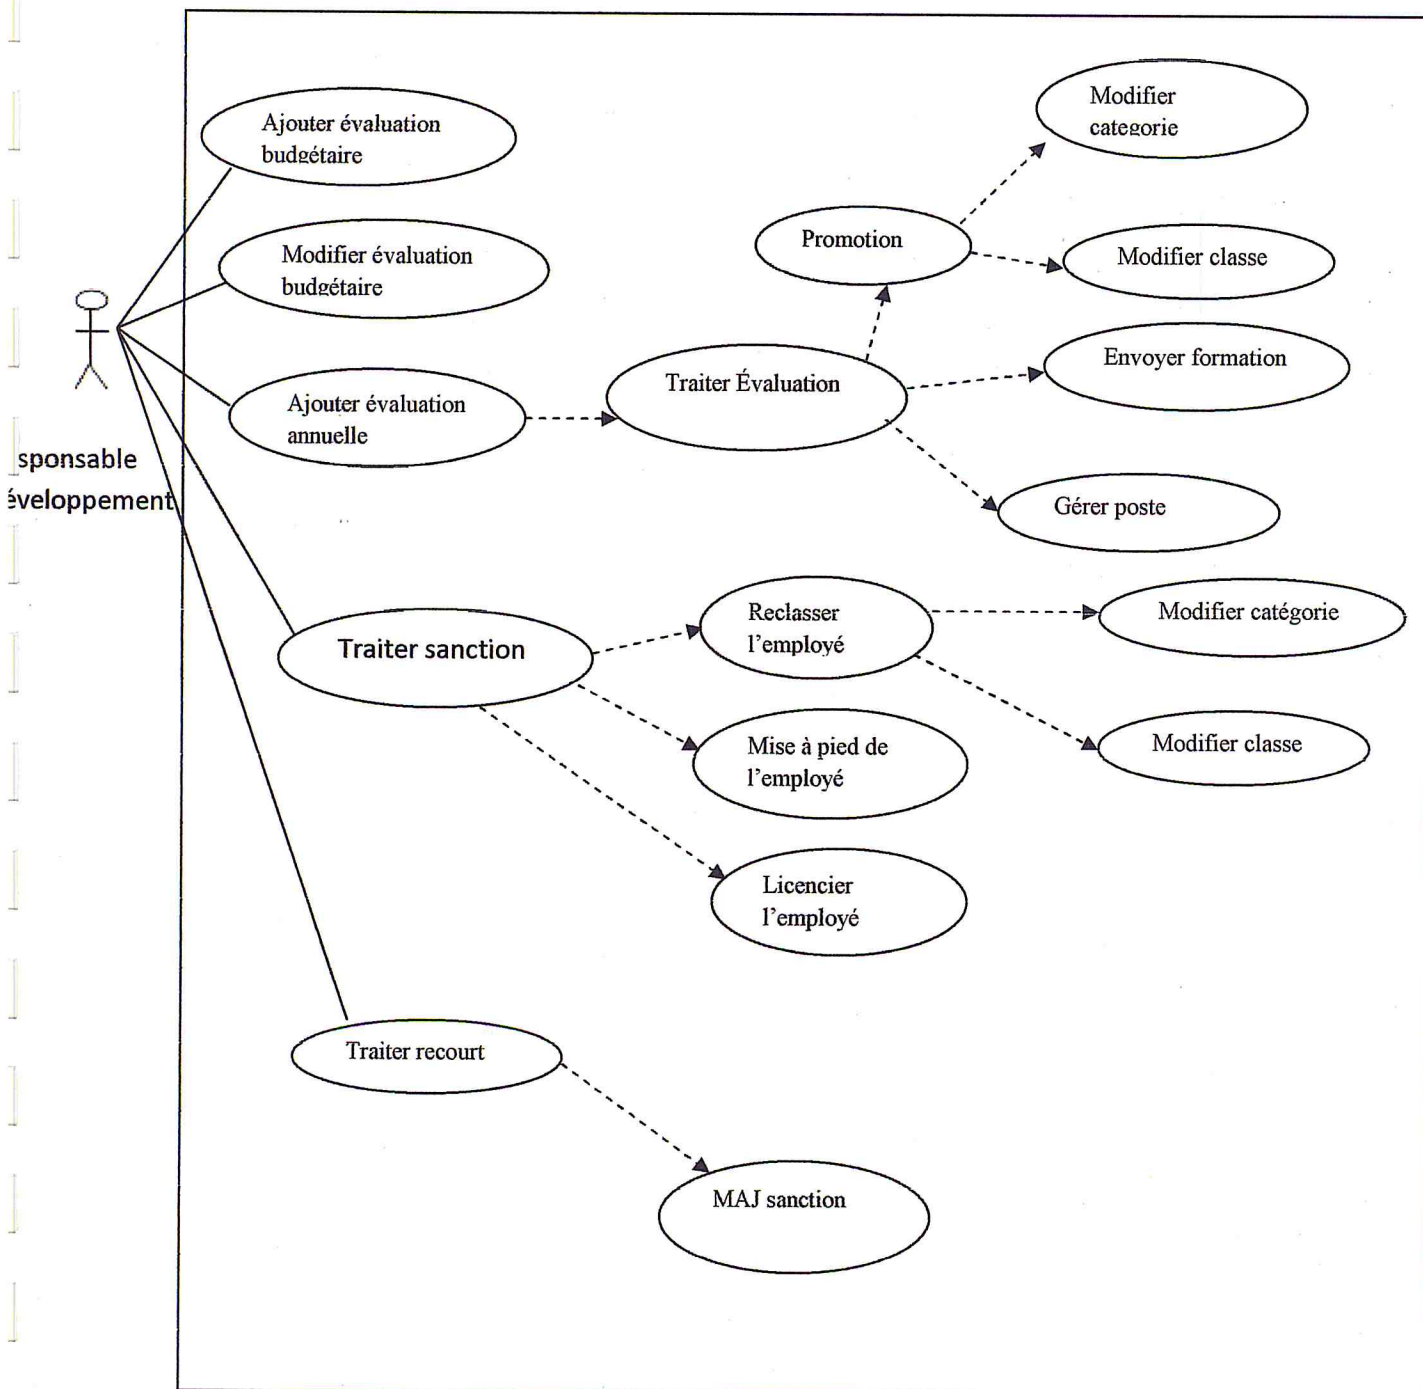 Modifier
categorie
Ajouter évaluation
budgétaire
Promotion
Modifier classe
Modifier évaluation
budgétaire
Envoyer formation
Traiter Évaluation
Ajouter évaluation
annuelle
sponsable
éveloppement
Gérer poste
Reclasser
l'employé
Modifier catégorie
Traiter sanction
Mise à pied de
l'employé
Modifier classe
Licencier
l'employé
Traiter recourt
MAJ sanction